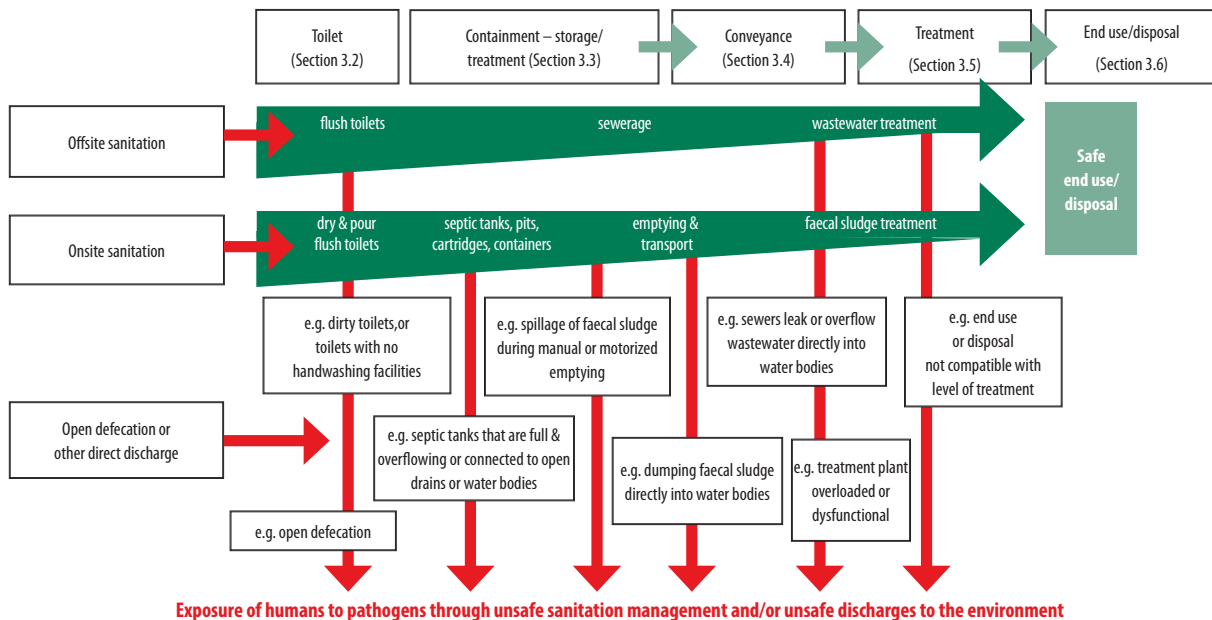 Toilet
(Section 3.2)
Containment – storage/
treatment (Section 3.3)
Conveyance
(Section 3.4)
Treatment
(Section 3.5)
End use/disposal
(Section 3.6)
Offsite sanitation
flush toilets
sewerage
wastewater treatment
Safe
end use/
disposal
Onsite sanitation
dry & pour
flush toilets
septic tanks, pits,
cartridges, containers
emptying &
transport
faecal sludge treatment
e.g. dirty toilets,or
toilets with no
handwashing facilities
e.g. spillage of faecal sludge
during manual or motorized
emptying
e.g. sewers leak or overflow
wastewater directly into
water bodies
e.g. end use
or disposal
not compatible with
level of treatment
Open defecation or
other direct discharge
e.g. septic tanks that are full &
overflowing or connected to open
drains or water bodies
e.g. dumping faecal sludge
directly into water bodies
e.g. treatment plant
overloaded or
dysfunctional
e.g. open defecation
Exposure of humans to pathogens through unsafe sanitation management and/or unsafe discharges to the environment